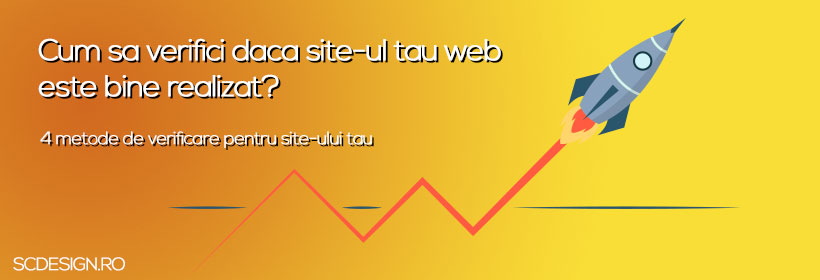 Cum sa verifici daca site-ul tau web
este bine realizat?
4 metode de verificare pentru site-ului tau
SCDESIGN.RO